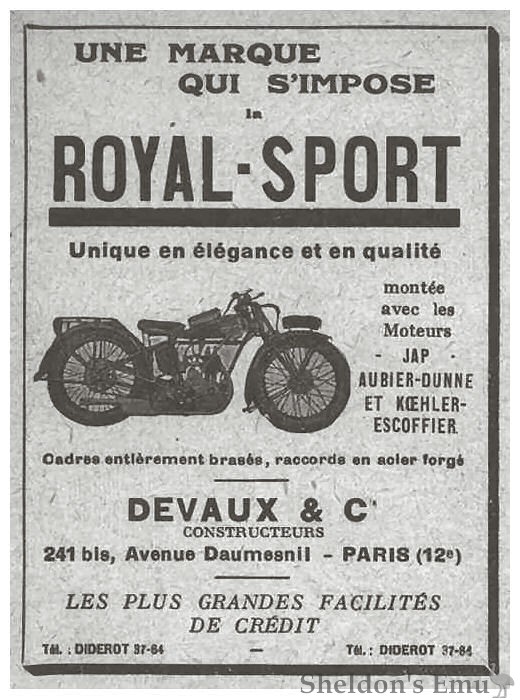 UNE MARQUE
QUI S'IMPOSE
la
ROYAL-SPORT
Unique en élégance et en qualité
montée
avec les
Moteurs
- JAP -
AUBIER-DUNNE
ET KŒHLER-
ESCOFFIER
Cadres entièrement brasés, raccords en acier forgé
DEVAUX & Cⁱᵉ
CONSTRUCTEURS
241 bis, Avenue Daumesnil - PARIS (12ᵉ)
LES PLUS GRANDES FACILITÉS
DE CRÉDIT
Tél. : DIDEROT 37-64 — Tél. : DIDEROT 37-64
Sheldon's Emu